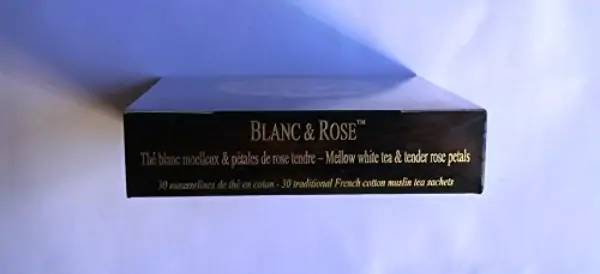 BLANC & ROSE™
Thé blanc moelleux & pétales de rose tendre – Mellow white tea & tender rose petals
30 mousselines de thé en coton - 30 traditional French cotton muslin tea sachets